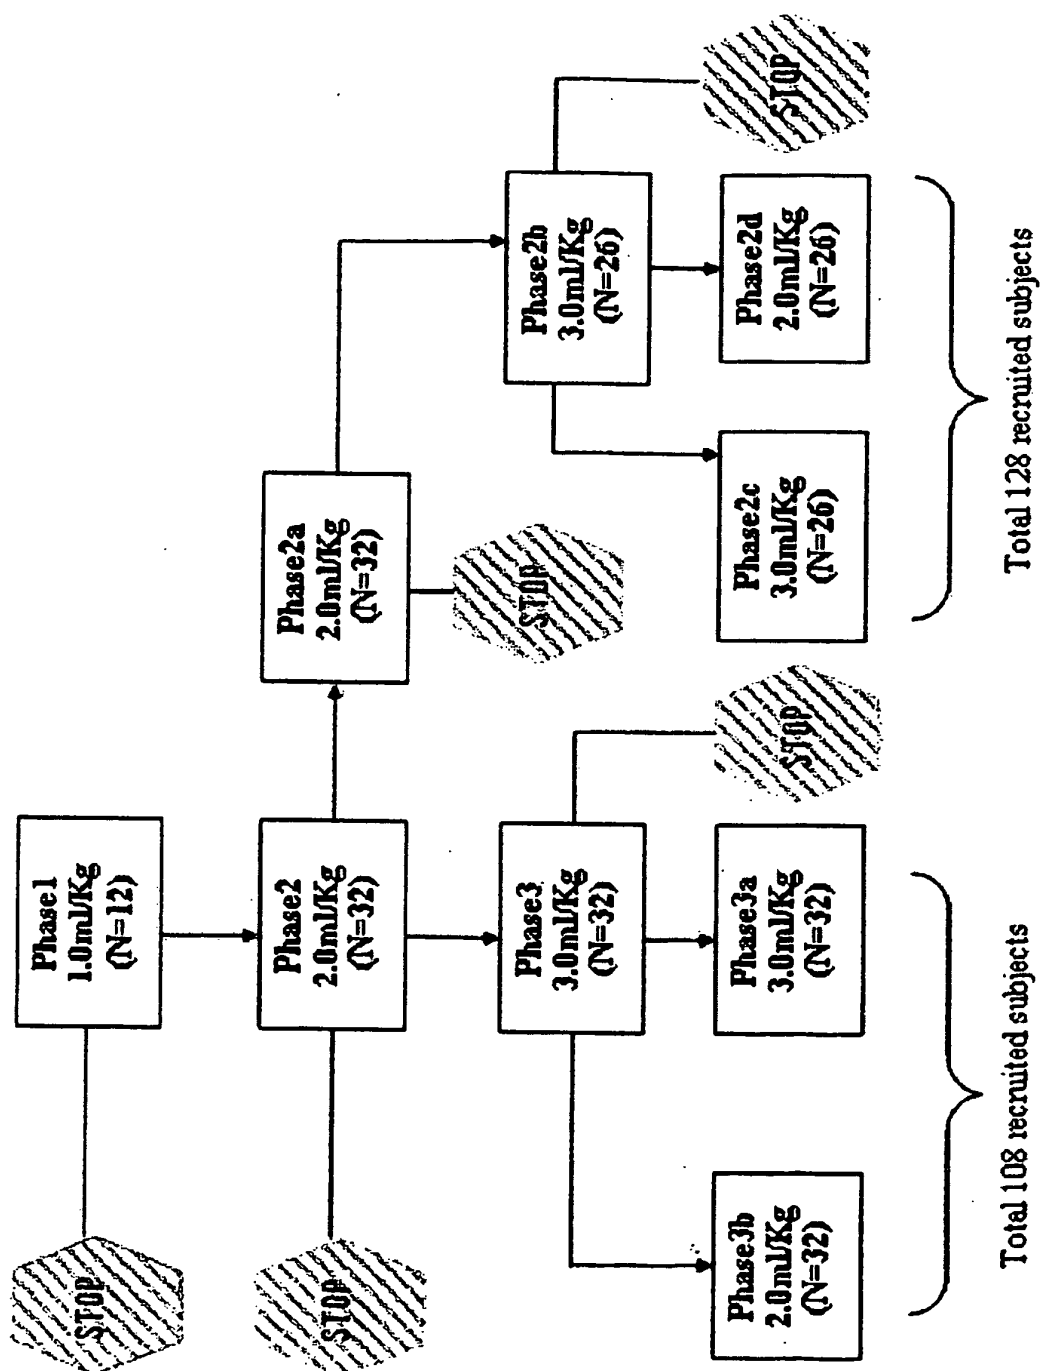 STOP
Phase1
1.0ml/Kg
(N=12)
STOP
Phase2
2.0ml/Kg
(N=32)
Phase2a
2.0ml/Kg
(N=32)
STOP
Phase3
3.0ml/Kg
(N=32)
Phase2b
3.0ml/Kg
(N=26)
Phase3b
2.0ml/Kg
(N=32)
Phase3a
3.0ml/Kg
(N=32)
STOP
Phase2c
3.0ml/Kg
(N=26)
Phase2d
2.0ml/Kg
(N=26)
STOP
Total 108 recruited subjects
Total 128 recruited subjects